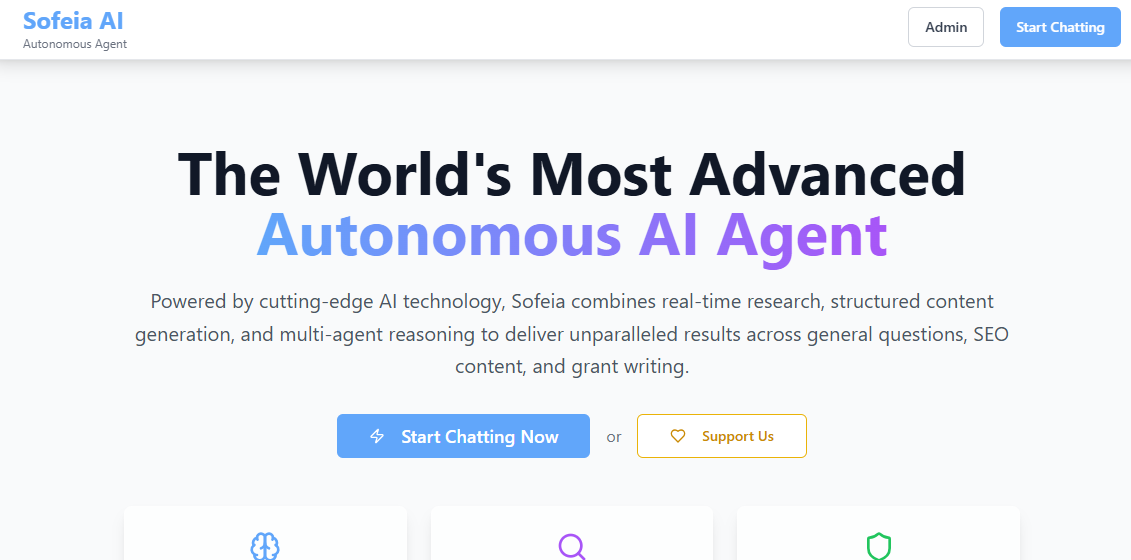 Sofeia AI
Autonomous Agent
Admin
Start Chatting
The World's Most Advanced
Autonomous AI Agent
Powered by cutting-edge AI technology, Sofeia combines real-time research, structured content
generation, and multi-agent reasoning to deliver unparalleled results across general questions, SEO
content, and grant writing.
Start Chatting Now
or
Support Us